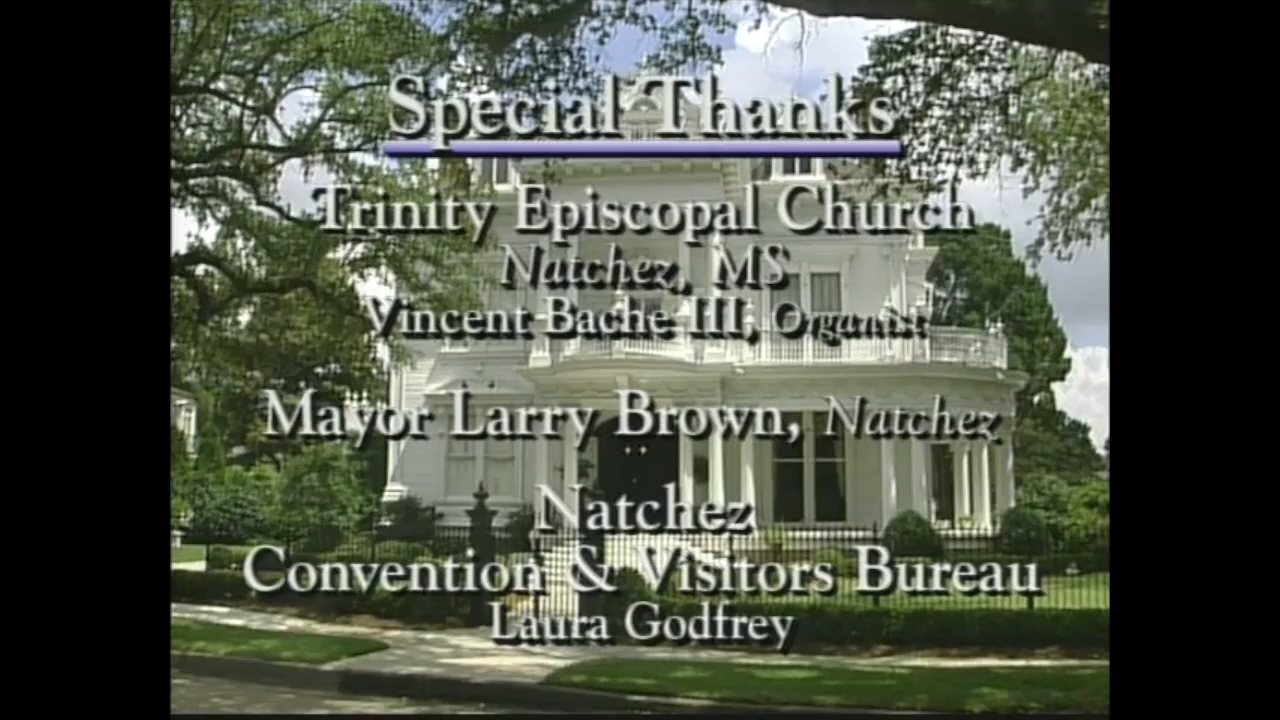 Special Thanks
Trinity Episcopal Church
Natchez, MS
Vincent Bache III, Organist
Mayor Larry Brown, Natchez
Natchez
Convention & Visitors Bureau
Laura Godfrey